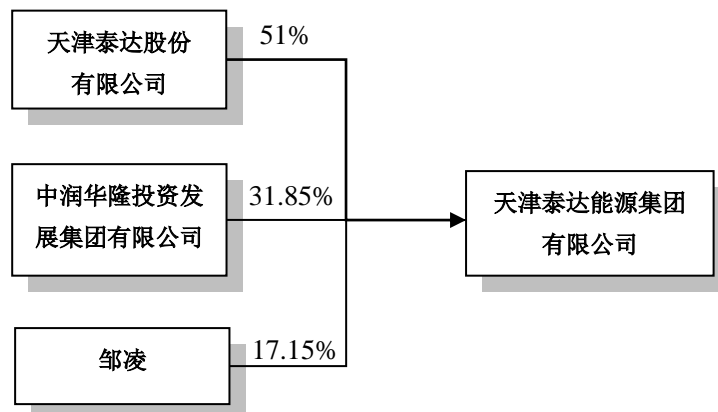 天津泰达股份
有限公司
51%
中润华隆投资发
展集团有限公司
31.85%
邹凌
17.15%
天津泰达能源集团
有限公司